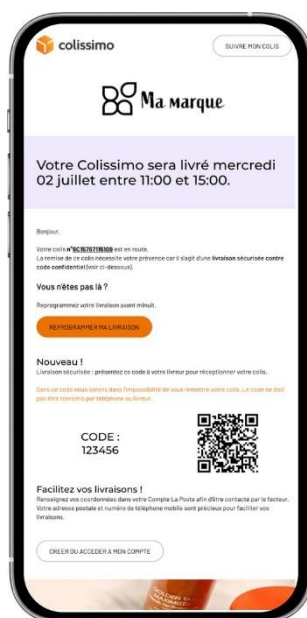 colissimo
SUIVRE MON COLIS
Ma marque
Votre Colissimo sera livré mercredi
02 juillet entre 11:00 et 15:00.
Bonjour,
Votre colis n°6C15767115109 est en route.
La remise de ce colis nécessite votre présence car il s'agit d'une livraison sécurisée contre
code confidentiel (voir ci-dessous).
Vous n'êtes pas là ?
Reprogrammez votre livraison avant minuit.
REPROGRAMMER MA LIVRAISON
Nouveau !
Livraison sécurisée : présentez ce code à votre livreur pour réceptionner votre colis.
Sans ce code nous serons dans l'impossibilité de vous remettre votre colis. Le code ne doit
pas être transmis par téléphone au livreur.
CODE :
123456
Facilitez vos livraisons !
Renseignez vos coordonnées dans votre Compte La Poste afin d'être contacté par le facteur.
Votre adresse postale et numéro de téléphone mobile sont précieux pour faciliter vos
livraisons.
CREER OU ACCEDER A MON COMPTE